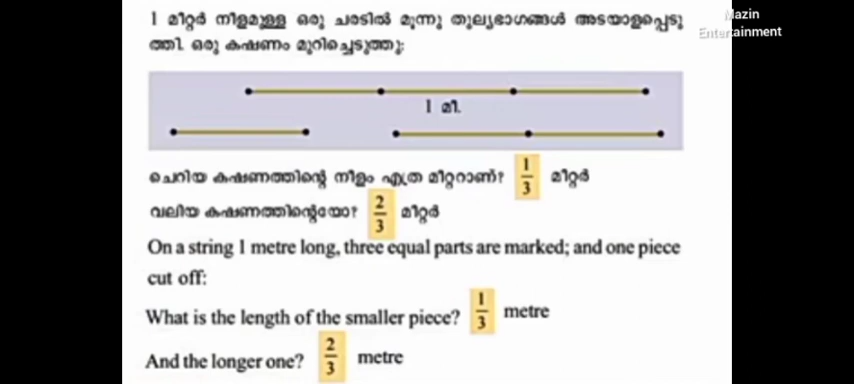 Mazin
Entertainment
1 മീറ്റർ നീളമുള്ള ഒരു ചരടിൽ മൂന്നു തുല്യഭാഗങ്ങൾ അടയാളപ്പെടു
ത്തി. ഒരു കഷണം മുറിച്ചെടുത്തു:
1 മീ.
ചെറിയ കഷണത്തിന്റെ നീളം എത്ര മീറ്ററാണ്? 1/3 മീറ്റർ
വലിയ കഷണത്തിന്റെയോ? 2/3 മീറ്റർ
On a string 1 metre long, three equal parts are marked; and one piece
cut off:
What is the length of the smaller piece? 1/3 metre
And the longer one? 2/3 metre